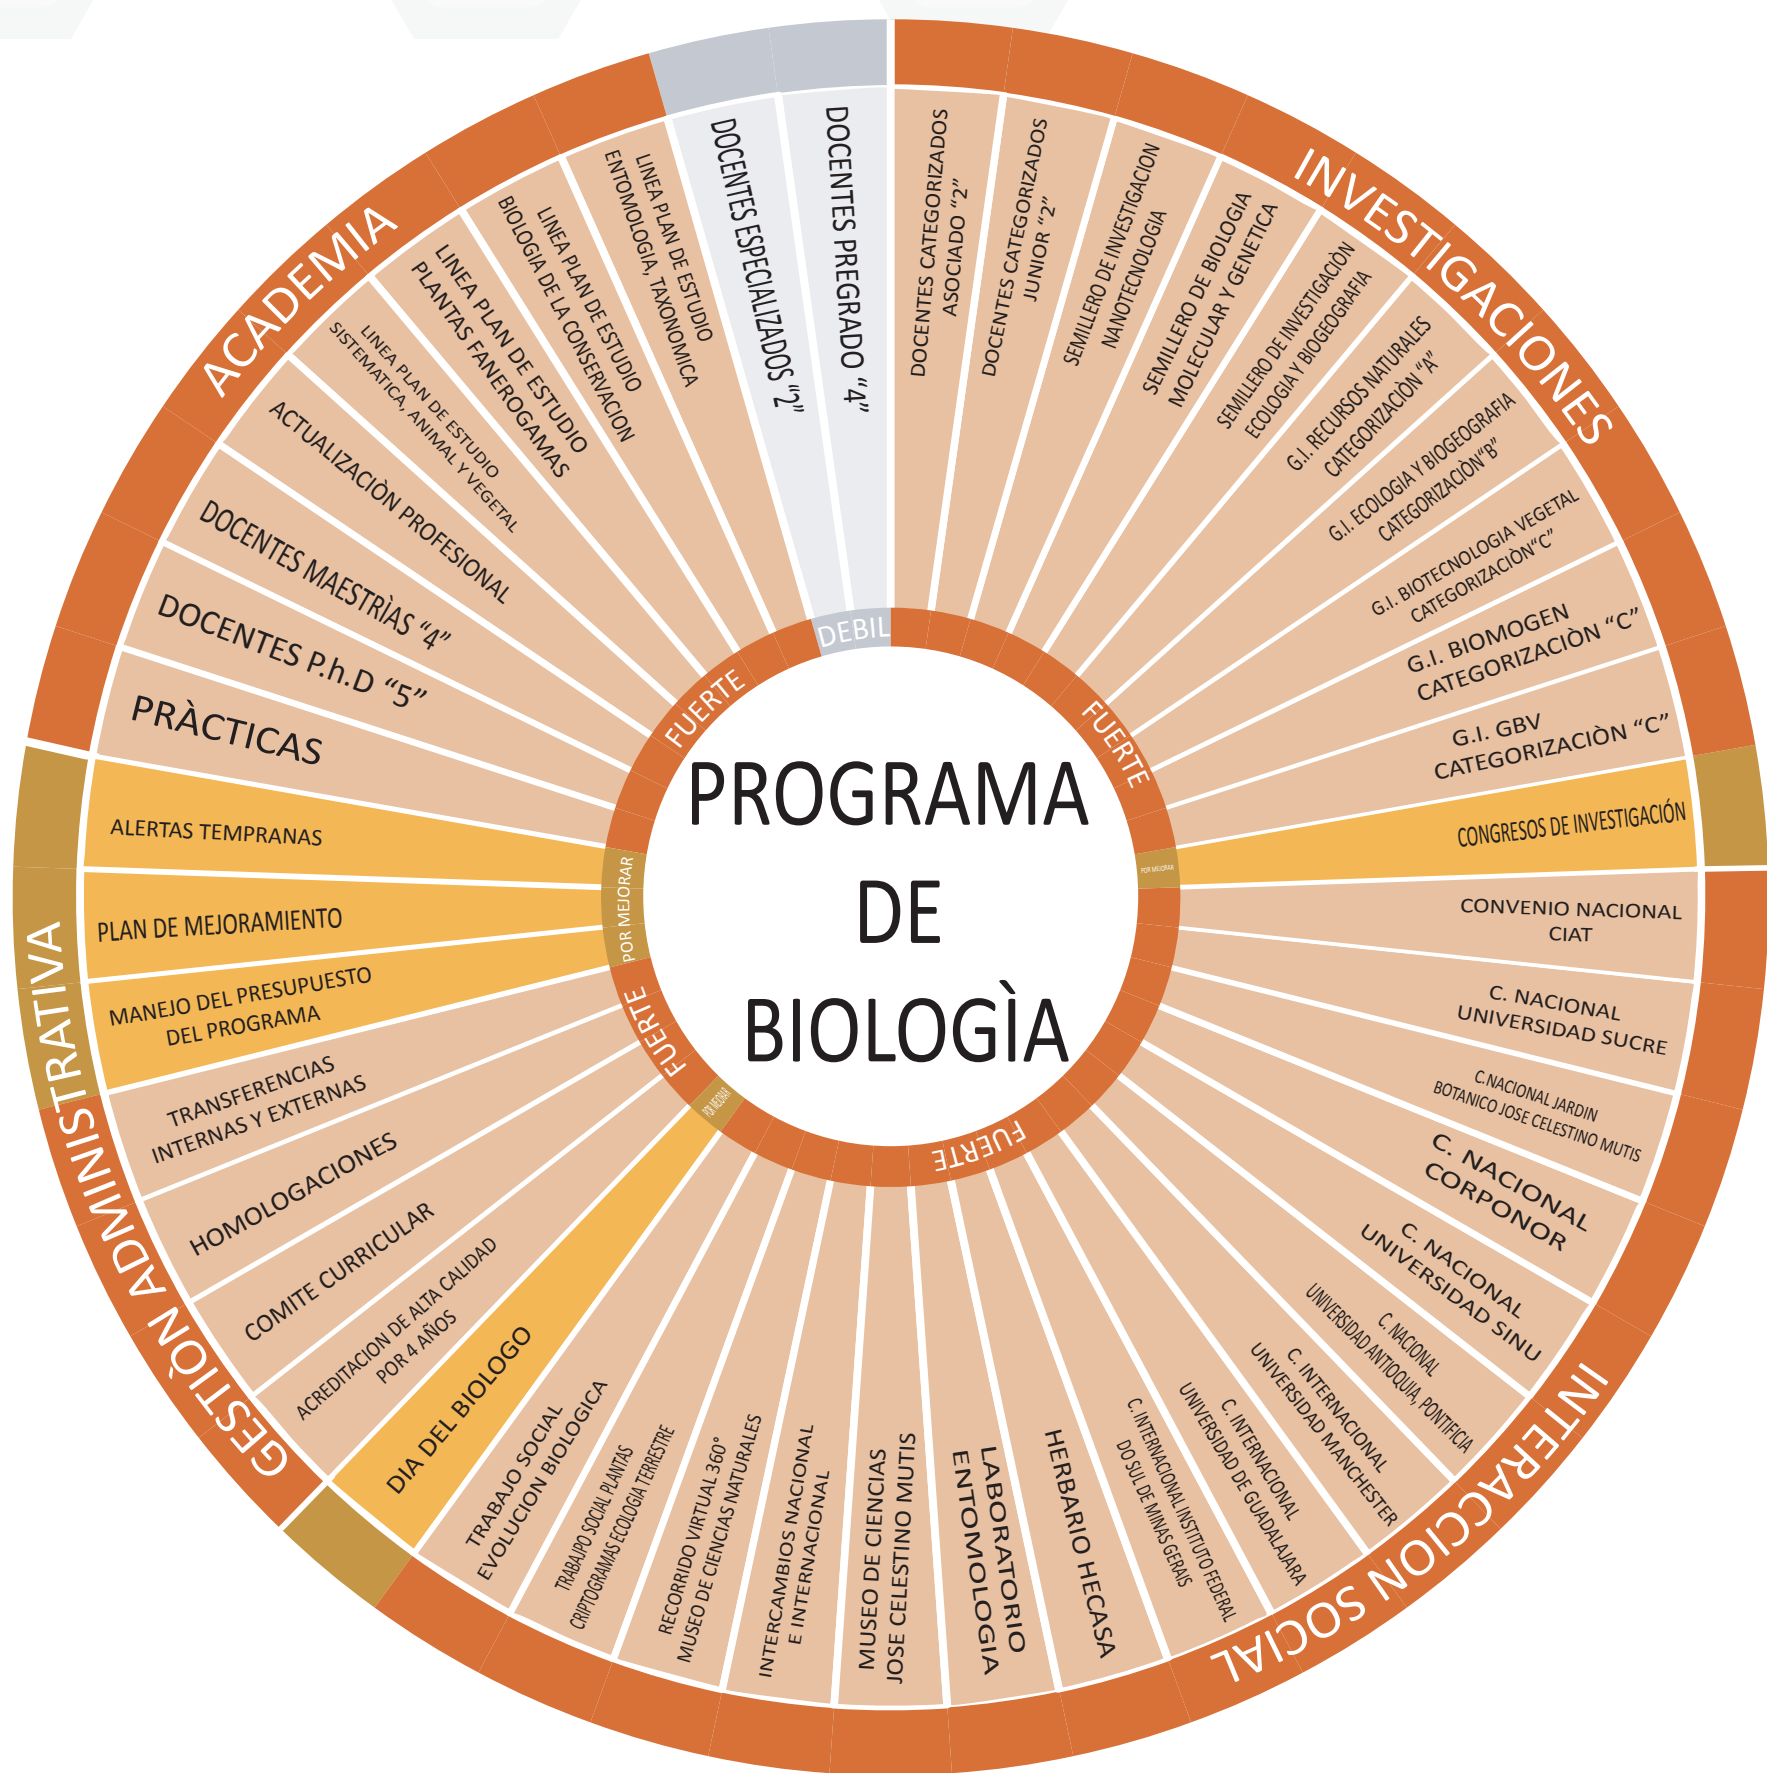 PROGRAMA
DE
BIOLOGÌA
INVESTIGACIONES
FUERTE
DOCENTES CATEGORIZADOS
ASOCIADO “2”
DOCENTES CATEGORIZADOS
JUNIOR “2”
SEMILLERO DE INVESTIGACION
NANOTECNOLOGIA
SEMILLERO DE BIOLOGIA
MOLECULAR Y GENETICA
SEMILLERO DE INVESTIGACIÒN
ECOLOGIA Y BIOGEOGRAFIA
G.I. RECURSOS NATURALES
CATEGORIZACIÒN “A”
G.I. ECOLOGIA Y BIOGEOGRAFIA
CATEGORIZACIÒN“B”
G.I. BIOTECNOLOGIA VEGETAL
CATEGORIZACIÒN“C”
G.I. BIOMOGEN
CATEGORIZACIÒN “C”
G.I. GBV
CATEGORIZACIÒN “C”
POR MEJORAR
CONGRESOS DE INVESTIGACIÓN
INTERACCION SOCIAL
FUERTE
CONVENIO NACIONAL
CIAT
C. NACIONAL
UNIVERSIDAD SUCRE
C.NACIONAL JARDIN
BOTANICO JOSE CELESTINO MUTIS
C. NACIONAL
CORPONOR
C. NACIONAL
UNIVERSIDAD SINU
C. NACIONAL
UNIVERSIDAD ANTIOQUIA, PONTIFICIA
C. INTERNACIONAL
UNIVERSIDAD MANCHESTER
C. INTERNACIONAL
UNIVERSIDAD DE GUADALAJARA
C. INTERNACIONAL INSTITUTO FEDERAL
DO SUL DE MINAS GERAIS
HERBARIO HECASA
LABORATORIO
ENTOMOLOGIA
MUSEO DE CIENCIAS
JOSE CELESTINO MUTIS
INTERCAMBIOS NACIONAL
E INTERNACIONAL
RECORRIDO VIRTUAL 360°
MUSEO DE CIENCIAS NATURALES
TRABAJPO SOCIAL PLANTAS
CRIPTOGRAMAS ECOLOGIA TERRESTRE
TRABAJO SOCIAL
EVOLUCION BIOLOGICA
POR MEJORAR
DIA DEL BIOLOGO
GESTIÒN ADMINISTRATIVA
FUERTE
ACREDITACION DE ALTA CALIDAD
POR 4 AÑOS
COMITE CURRICULAR
HOMOLOGACIONES
TRANSFERENCIAS
INTERNAS Y EXTERNAS
POR MEJORAR
MANEJO DEL PRESUPUESTO
DEL PROGRAMA
PLAN DE MEJORAMIENTO
ALERTAS TEMPRANAS
ACADEMIA
FUERTE
PRÀCTICAS
DOCENTES P.h.D “5”
DOCENTES MAESTRÌAS “4”
ACTUALIZACIÒN PROFESIONAL
LINEA PLAN DE ESTUDIO
SISTEMATICA, ANIMAL Y VEGETAL
LINEA PLAN DE ESTUDIO
PLANTAS FANEROGAMAS
LINEA PLAN DE ESTUDIO
BIOLOGIA DE LA CONSERVACION
LINEA PLAN DE ESTUDIO
ENTOMOLOGIA, TAXONOMICA
DEBIL
DOCENTES ESPECIALIZADOS “2”
DOCENTES PREGRADO “4”